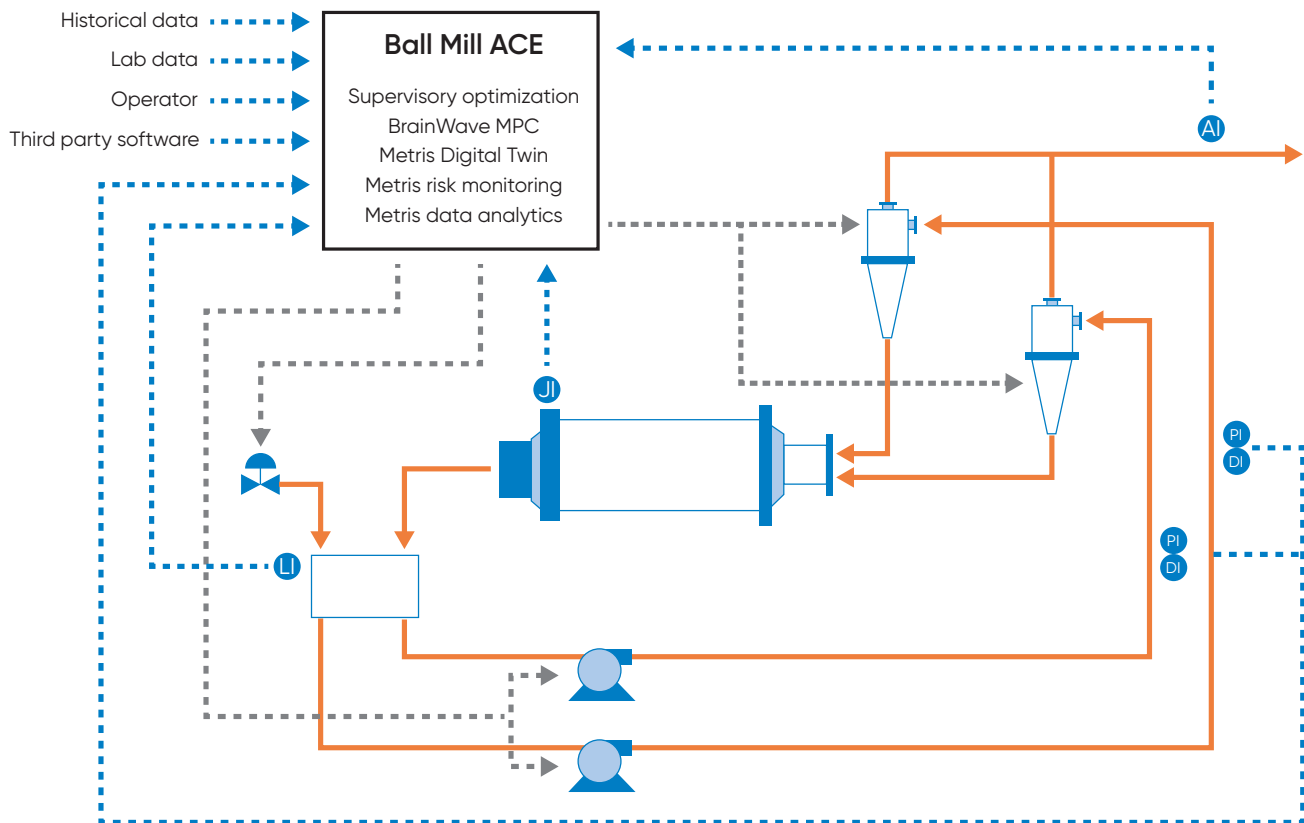 Historical data
Lab data
Operator
Third party software
Ball Mill ACE
Supervisory optimization
BrainWave MPC
Metris Digital Twin
Metris risk monitoring
Metris data analytics
AI
JI
PI
DI
PI
DI
LI